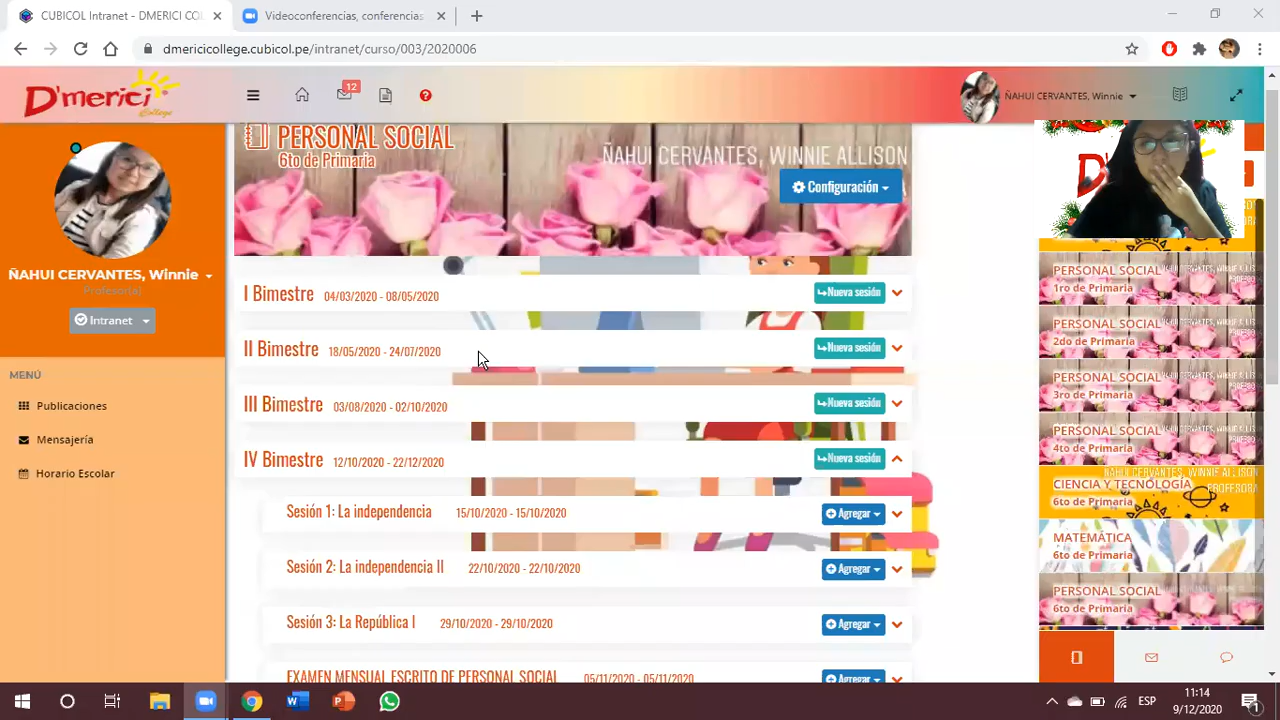 CUBICOL Intranet - DMERICI COL
Videoconferencias, conferencias
dmericicollege.cubicol.pe/intranet/curso/003/2020006
D'merici
College
12
ÑAHUI CERVANTES, Winnie
PERSONAL SOCIAL
6to de Primaria
ÑAHUI CERVANTES, WINNIE ALLISON
Configuración
ÑAHUI CERVANTES, Winnie
Profesor(a)
Intranet
MENÚ
Publicaciones
Mensajería
Horario Escolar
I Bimestre 04/03/2020 - 08/05/2020
Nueva sesión
II Bimestre 18/05/2020 - 24/07/2020
Nueva sesión
III Bimestre 03/08/2020 - 02/10/2020
Nueva sesión
IV Bimestre 12/10/2020 - 22/12/2020
Nueva sesión
Sesión 1: La independencia 15/10/2020 - 15/10/2020
Agregar
Sesión 2: La independencia II 22/10/2020 - 22/10/2020
Agregar
Sesión 3: La República I 29/10/2020 - 29/10/2020
Agregar
EXAMEN MENSUAL ESCRITO DE PERSONAL SOCIAL 05/11/2020 - 05/11/2020
Agregar
PERSONAL SOCIAL
1ro de Primaria
PERSONAL SOCIAL
2do de Primaria
PERSONAL SOCIAL
3ro de Primaria
PERSONAL SOCIAL
4to de Primaria
CIENCIA Y TECNOLOGÍA
6to de Primaria
MATEMÁTICA
6to de Primaria
PERSONAL SOCIAL
6to de Primaria
ESP
11:14
9/12/2020